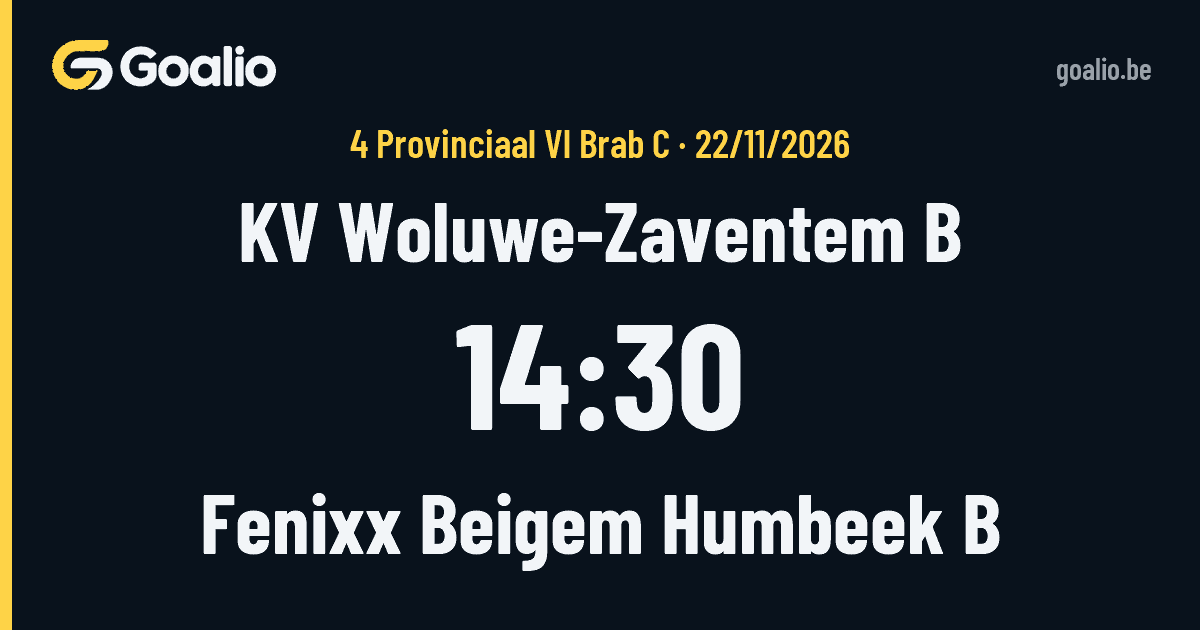 Goalio
goalio.be
4 Provinciaal Vl Brab C · 22/11/2026
KV Woluwe-Zaventem B
14:30
Fenixx Beigem Humbeek B